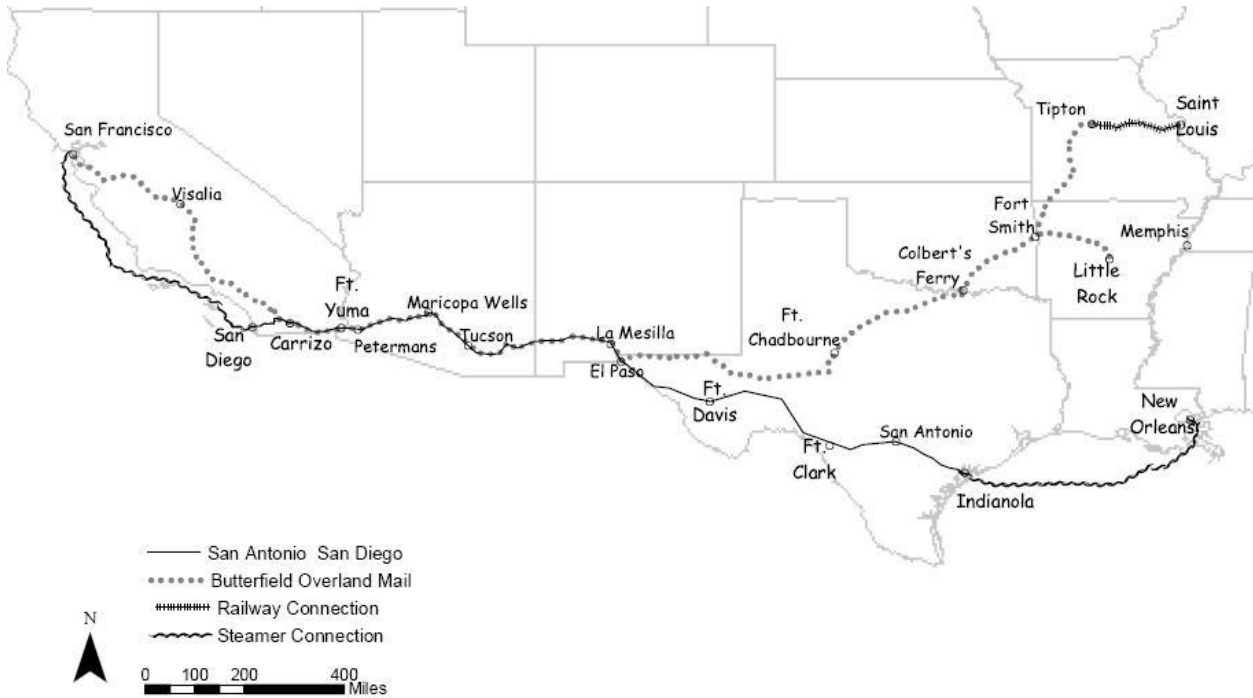 San Francisco
Visalia
San
Diego
Carrizo
Ft.
Yuma
Petermans
Maricopa Wells
Tucson
La Mesilla
El Paso
Ft.
Davis
Ft.
Chadbourne
Colbert's
Ferry
Fort
Smith
Little
Rock
Memphis
Tipton
Saint
Louis
New
Orleans
San Antonio
Ft.
Clark
Indianola
San Antonio San Diego
Butterfield Overland Mail
Railway Connection
Steamer Connection
N
0 100 200 400
Miles